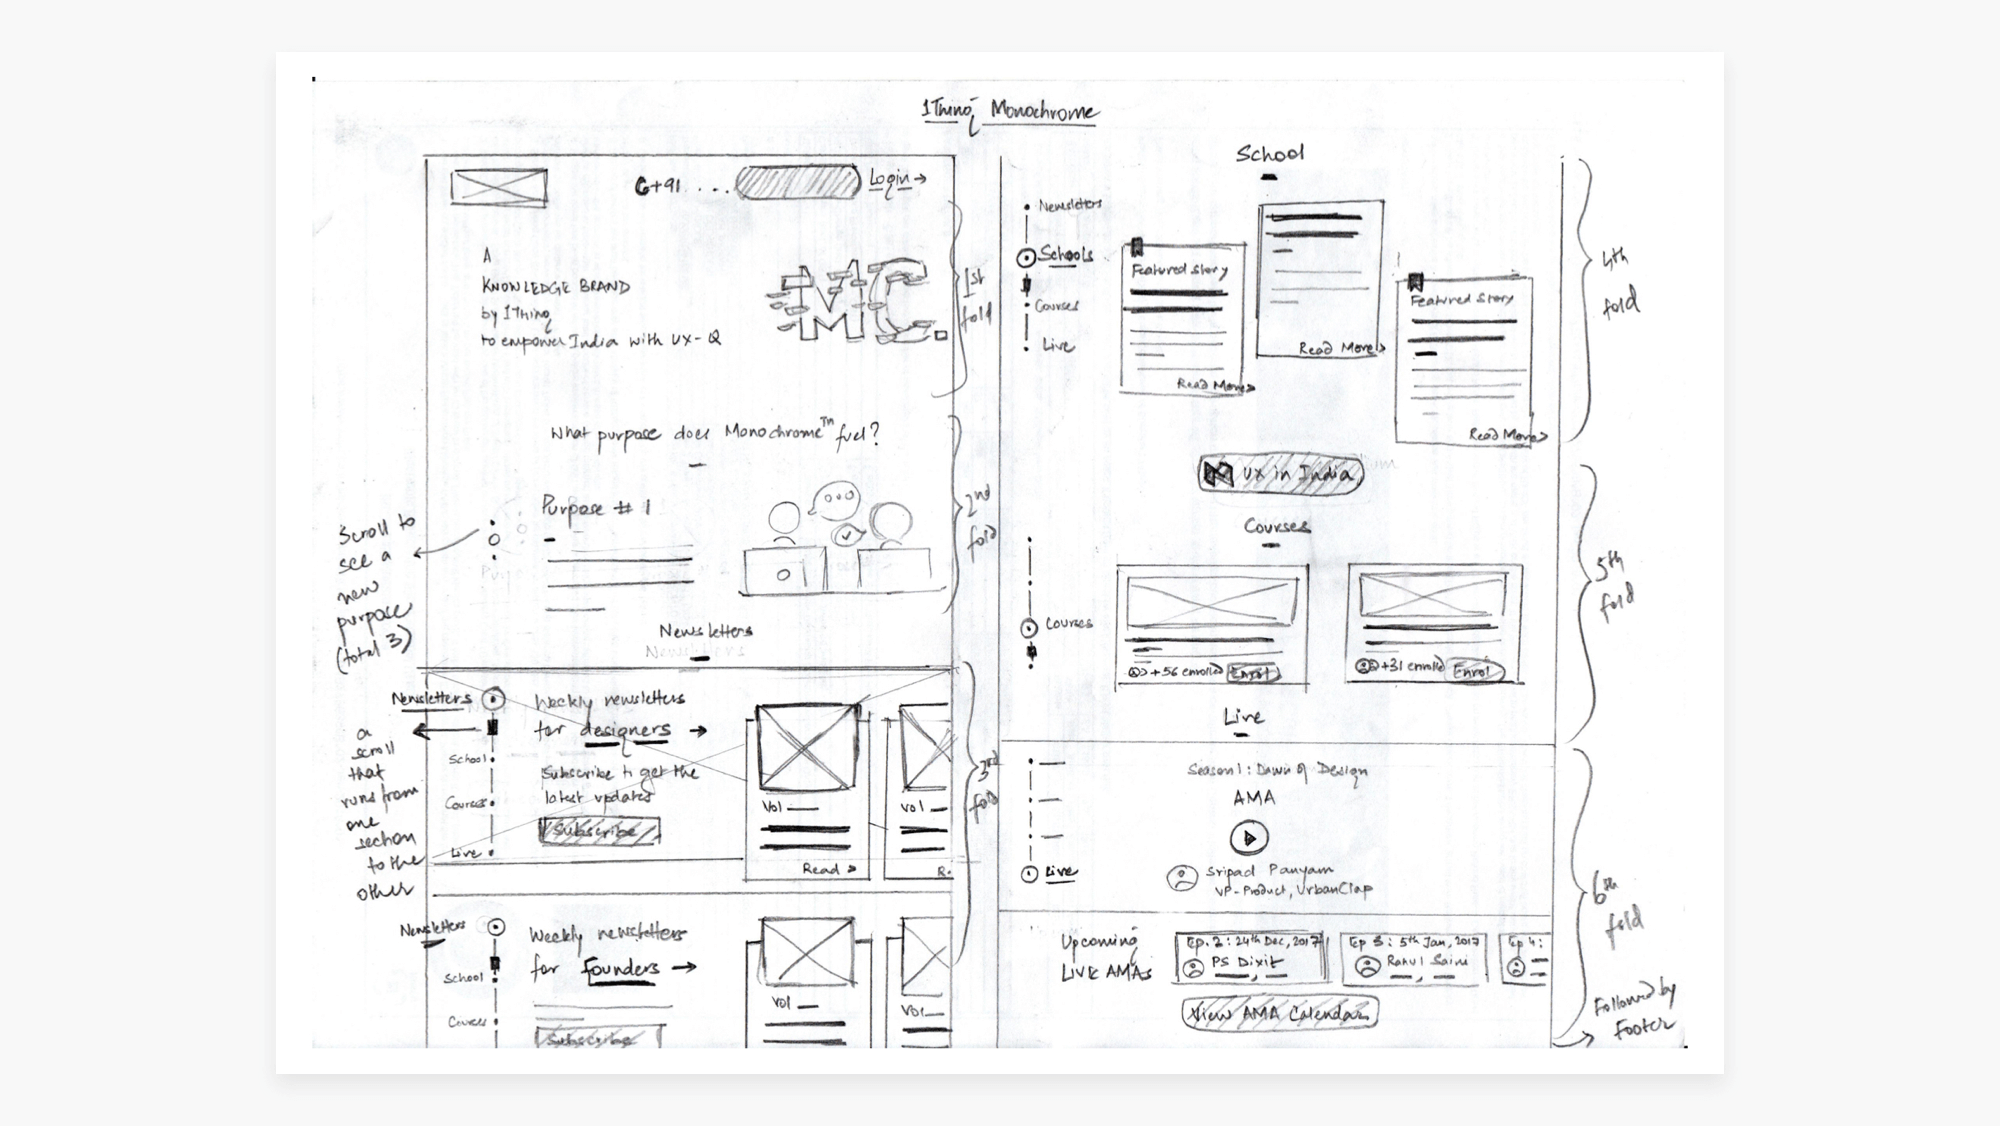 1Thing Monochrome
+91 ...
Login →
A
KNOWLEDGE BRAND
by 1Thing
to empower India with UX-Q
MC.
1st
fold
What purpose does Monochrome™ fuel?
Purpose # 1
Scroll to
see a
new
purpose
(total 3)
2nd
fold
Newsletters
Newsletters
School
Courses
Live
a
scroll
that
runs from
one
section
to the
other
Weekly newsletters
for designers →
Subscribe to get the
latest updates
Subscribe
Vol
Read >
Vol
R.
3rd
fold
Newsletters
School
Courses
Weekly newsletters
for founders →
Subscribe
Vol
Vol
School
Newsletters
Schools
Courses
Live
Featured Story
Read More>
Read More>
Featured Story
Read More>
4th
fold
UX in India
Courses
Courses
+56 enrolled Enrol
+31 enrolled Enrol
5th
fold
Live
Season 1: Dawn of Design
AMA
Live
Sripad Panyam
VP-Product, UrbanClap
Upcoming
LIVE AMAs
Ep. 2 : 24th Dec, 2017
PS Dixit
Ep 3 : 5th Jan, 2017
Rahul Saini
Ep 4 :
View AMA Calendar
6th
fold
Followed by
Footer